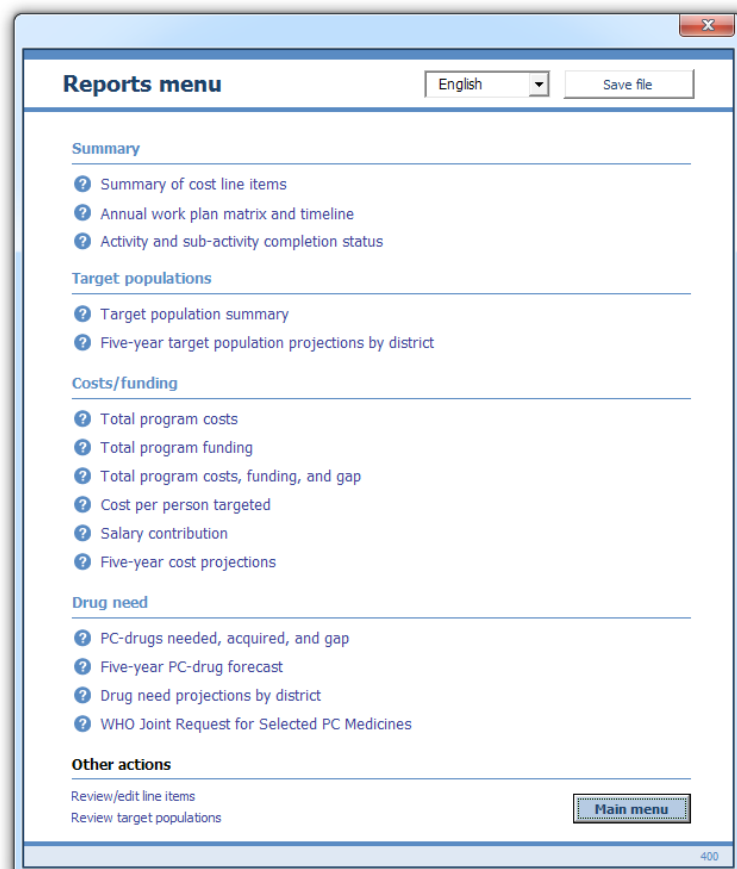 X
Reports menu
English
Save file
Summary
? Summary of cost line items
? Annual work plan matrix and timeline
? Activity and sub-activity completion status
Target populations
? Target population summary
? Five-year target population projections by district
Costs/funding
? Total program costs
? Total program funding
? Total program costs, funding, and gap
? Cost per person targeted
? Salary contribution
? Five-year cost projections
Drug need
? PC-drugs needed, acquired, and gap
? Five-year PC-drug forecast
? Drug need projections by district
? WHO Joint Request for Selected PC Medicines
Other actions
Review/edit line items
Review target populations
Main menu
400